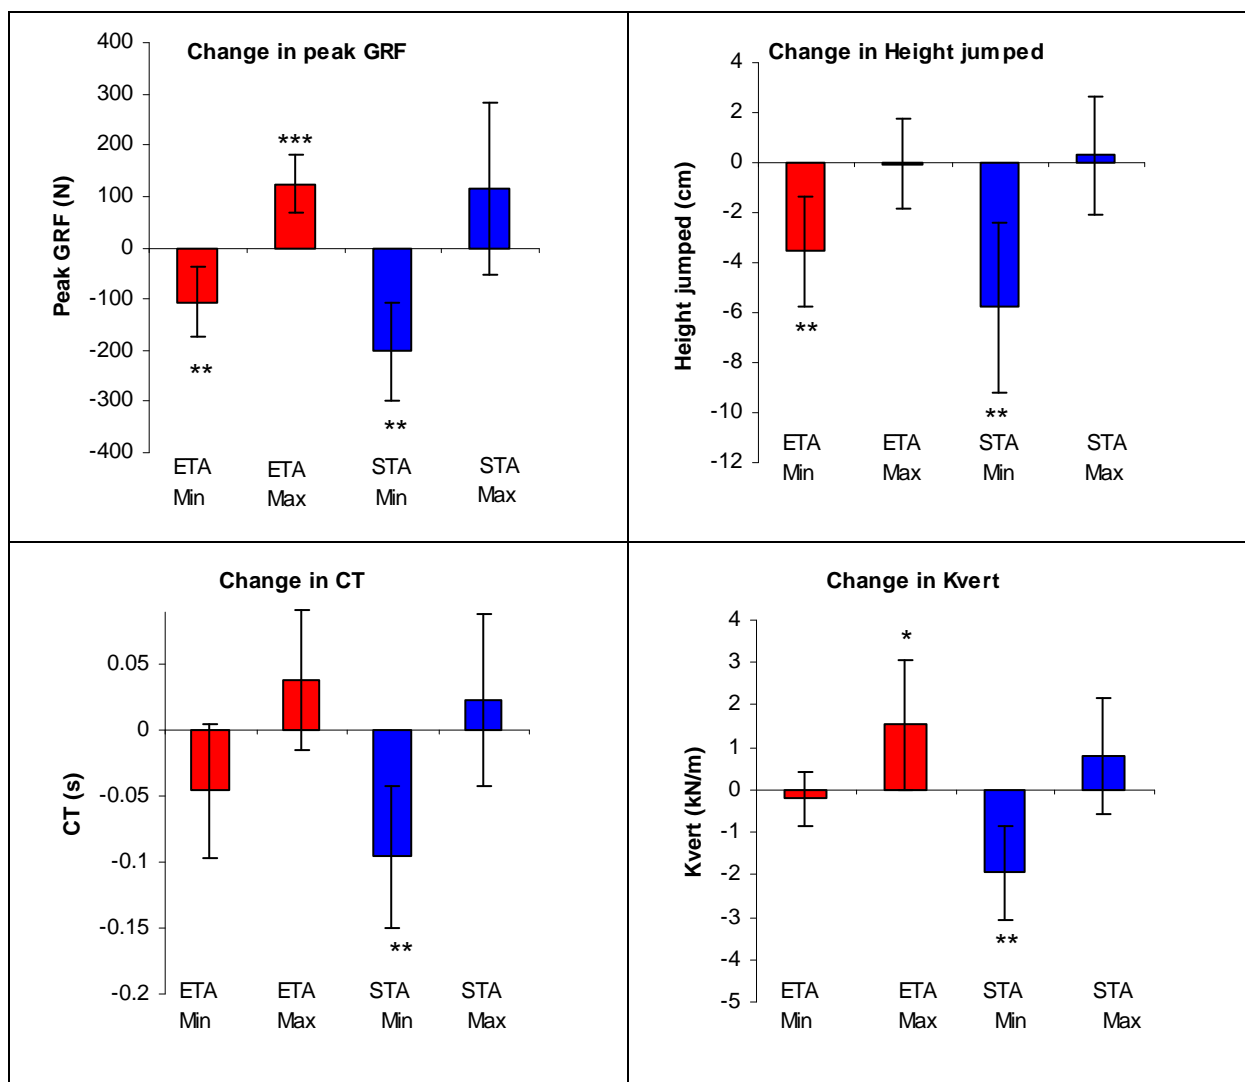 Change in peak GRF
Peak GRF (N)
400
300
200
100
0
-100
-200
-300
-400
***
**
**
ETA Min
ETA Max
STA Min
STA Max
Change in Height jumped
Height jumped (cm)
4
2
0
-2
-4
-6
-8
-10
-12
**
**
ETA Min
ETA Max
STA Min
STA Max
Change in CT
CT (s)
0.05
0
-0.05
-0.1
-0.15
-0.2
**
ETA Min
ETA Max
STA Min
STA Max
Change in Kvert
Kvert (kN/m)
4
3
2
1
0
-1
-2
-3
-4
-5
*
**
ETA Min
ETA Max
STA Min
STA Max